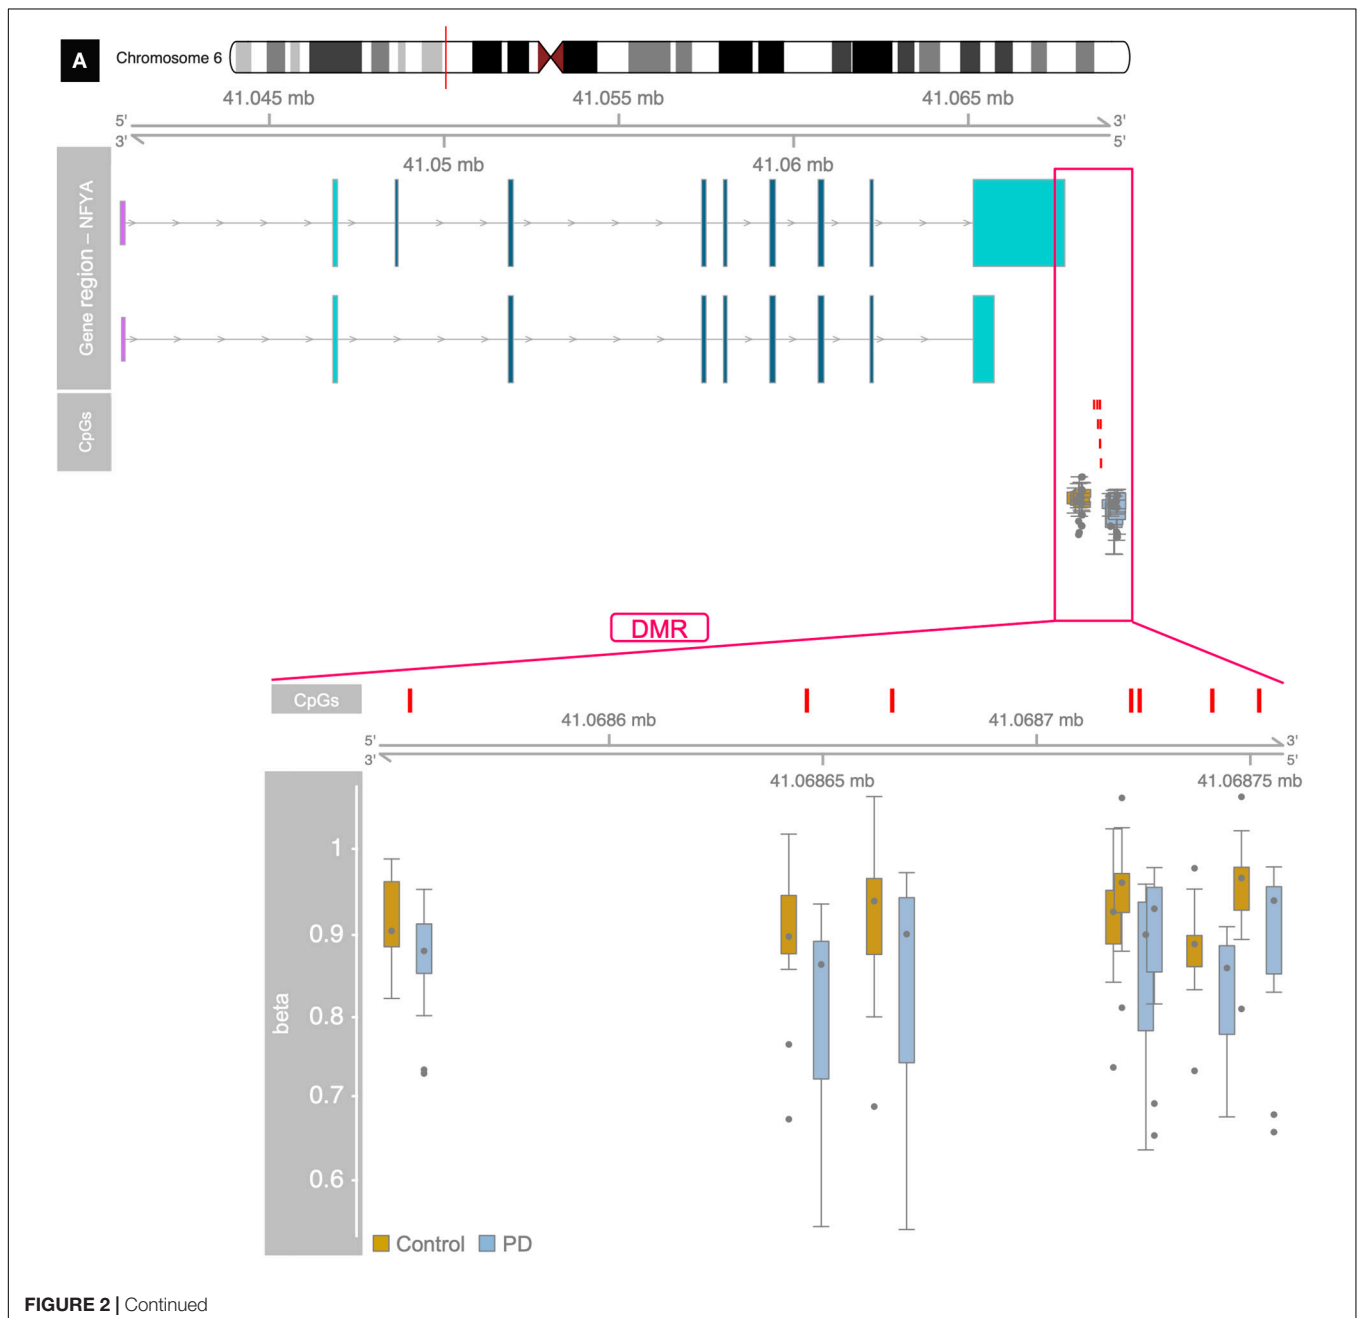 A
Chromosome 6
41.045 mb 41.055 mb 41.065 mb
5' 3'
3' 5'
41.05 mb 41.06 mb
Gene region – NFYA
CpGs
DMR
CpGs
41.0686 mb 41.0687 mb
5' 3'
3' 5'
41.06865 mb 41.06875 mb
beta
1
0.9
0.8
0.7
0.6
Control PD
FIGURE 2 | Continued